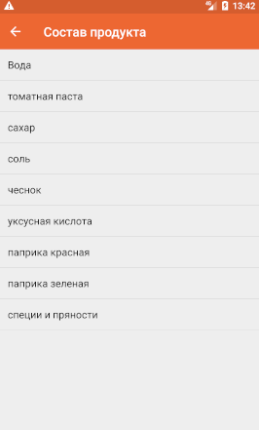 13:42
Состав продукта
Вода
томатная паста
сахар
соль
чеснок
уксусная кислота
паприка красная
паприка зеленая
специи и пряности